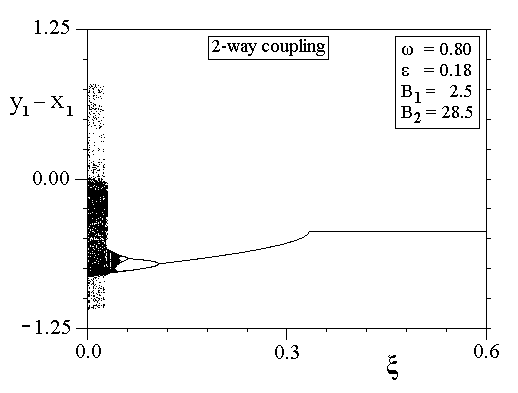 1.25
2-way coupling
ω = 0.80
ε = 0.18
B1 = 2.5
B2 = 28.5
y1−x1
0.00
−1.25
0.0 0.3 0.6
ξ